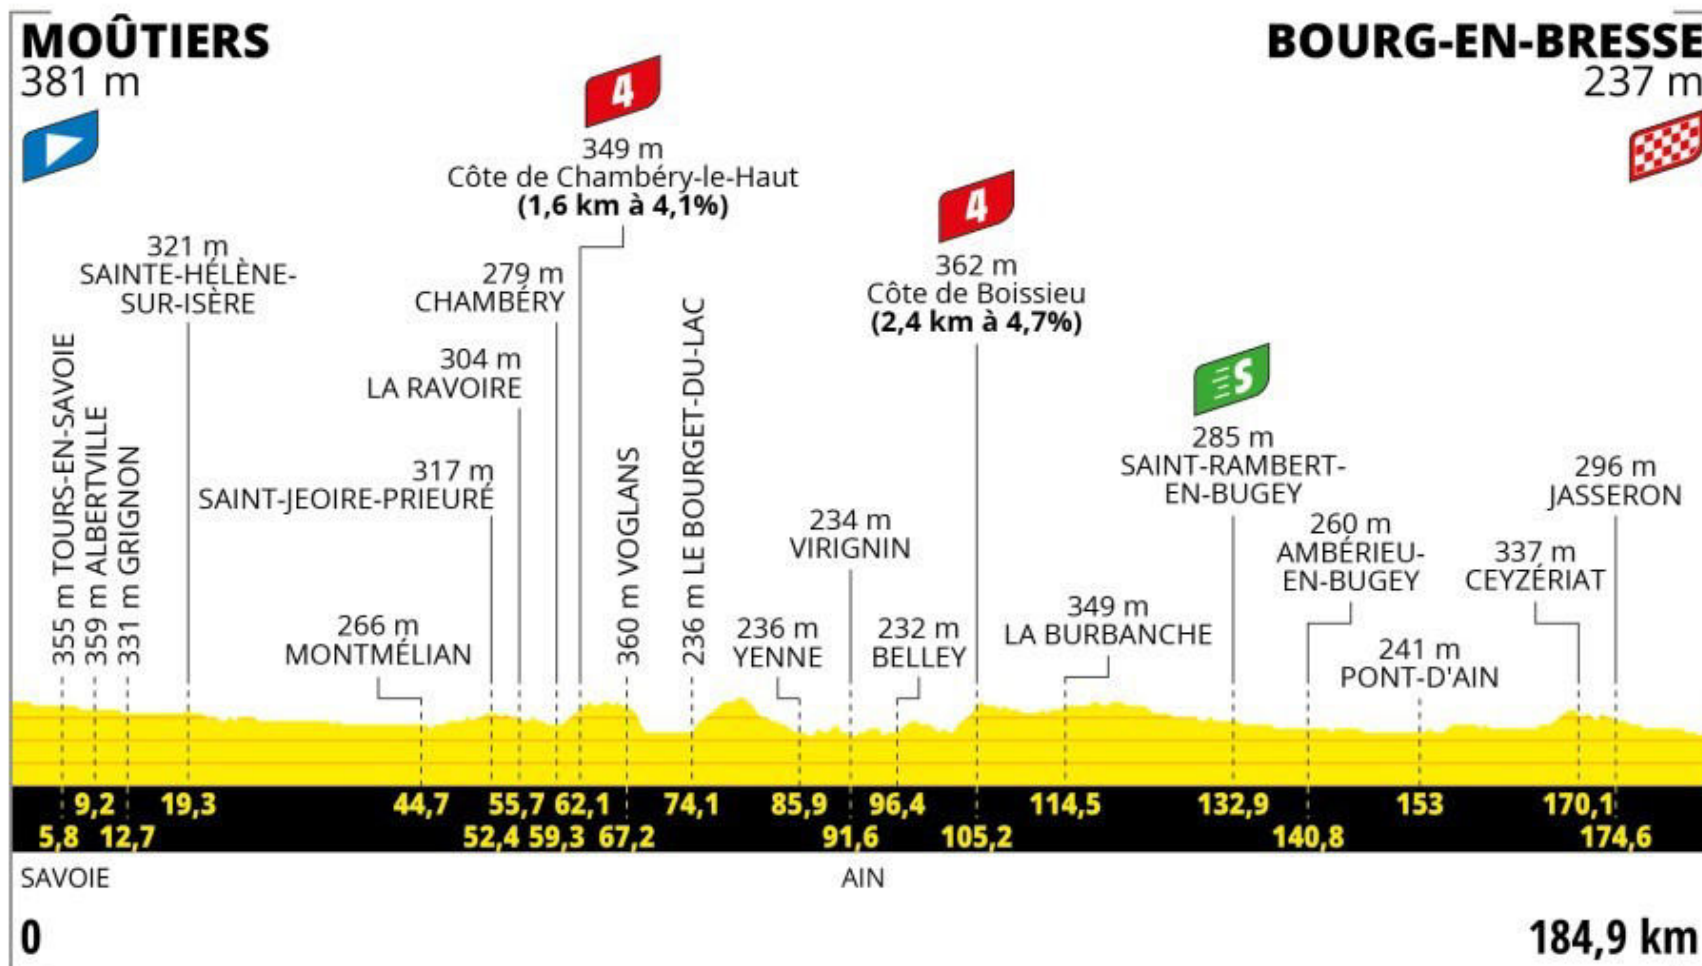 MOÛTIERS
381 m
BOURG-EN-BRESSE
237 m
4
349 m
Côte de Chambéry-le-Haut
(1,6 km à 4,1%)
4
362 m
Côte de Boissieu
(2,4 km à 4,7%)
S
285 m
SAINT-RAMBERT-
EN-BUGEY
355 m TOURS-EN-SAVOIE
359 m ALBERTVILLE
331 m GRIGNON
321 m
SAINTE-HÉLÈNE-
SUR-ISÈRE
266 m
MONTMÉLIAN
317 m
SAINT-JEOIRE-PRIEURÉ
304 m
LA RAVOIRE
279 m
CHAMBÉRY
360 m VOGLANS
236 m LE BOURGET-DU-LAC
236 m
YENNE
234 m
VIRIGNIN
232 m
BELLEY
349 m
LA BURBANCHE
260 m
AMBÉRIEU-
EN-BUGEY
241 m
PONT-D'AIN
337 m
CEYZÉRIAT
296 m
JASSERON
9,2 19,3 44,7 55,7 62,1 74,1 85,9 96,4 114,5 132,9 153 170,1
5,8 12,7 52,4 59,3 67,2 91,6 105,2 140,8 174,6
SAVOIE AIN
0 184,9 km